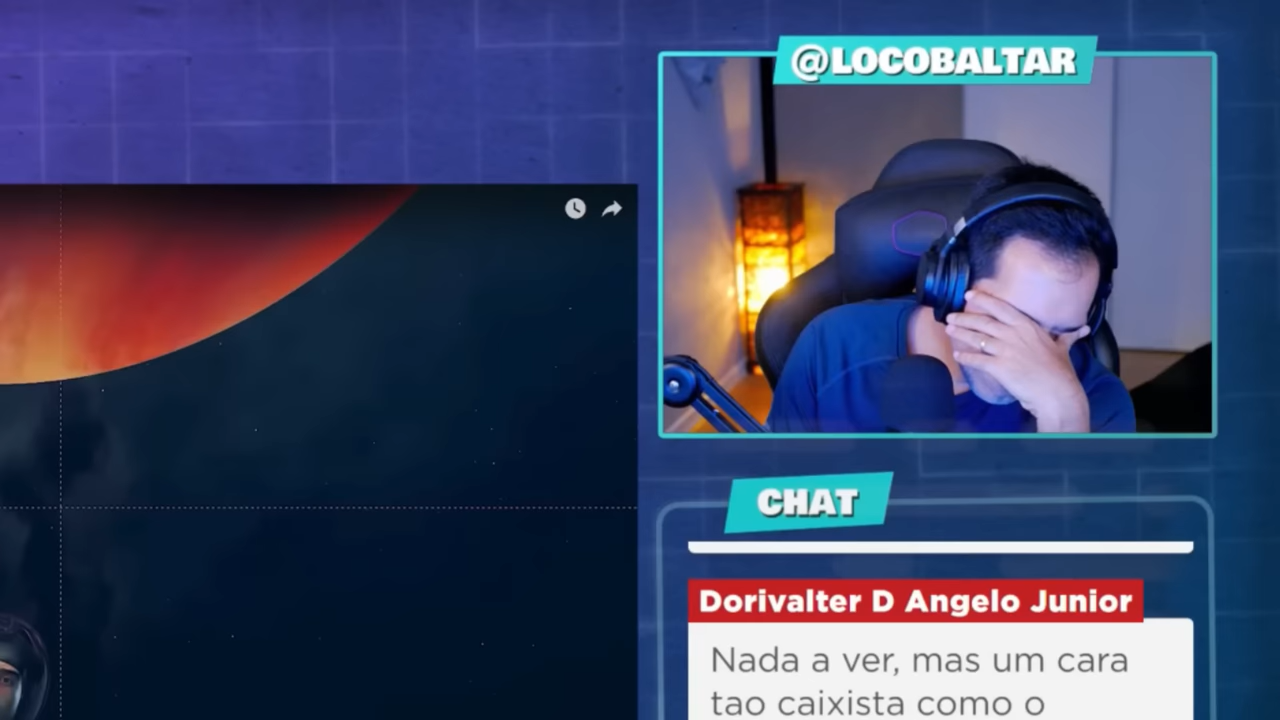 @LOCOBALTAR
CHAT
Dorivalter D Angelo Junior
Nada a ver, mas um cara
tao caixista como o